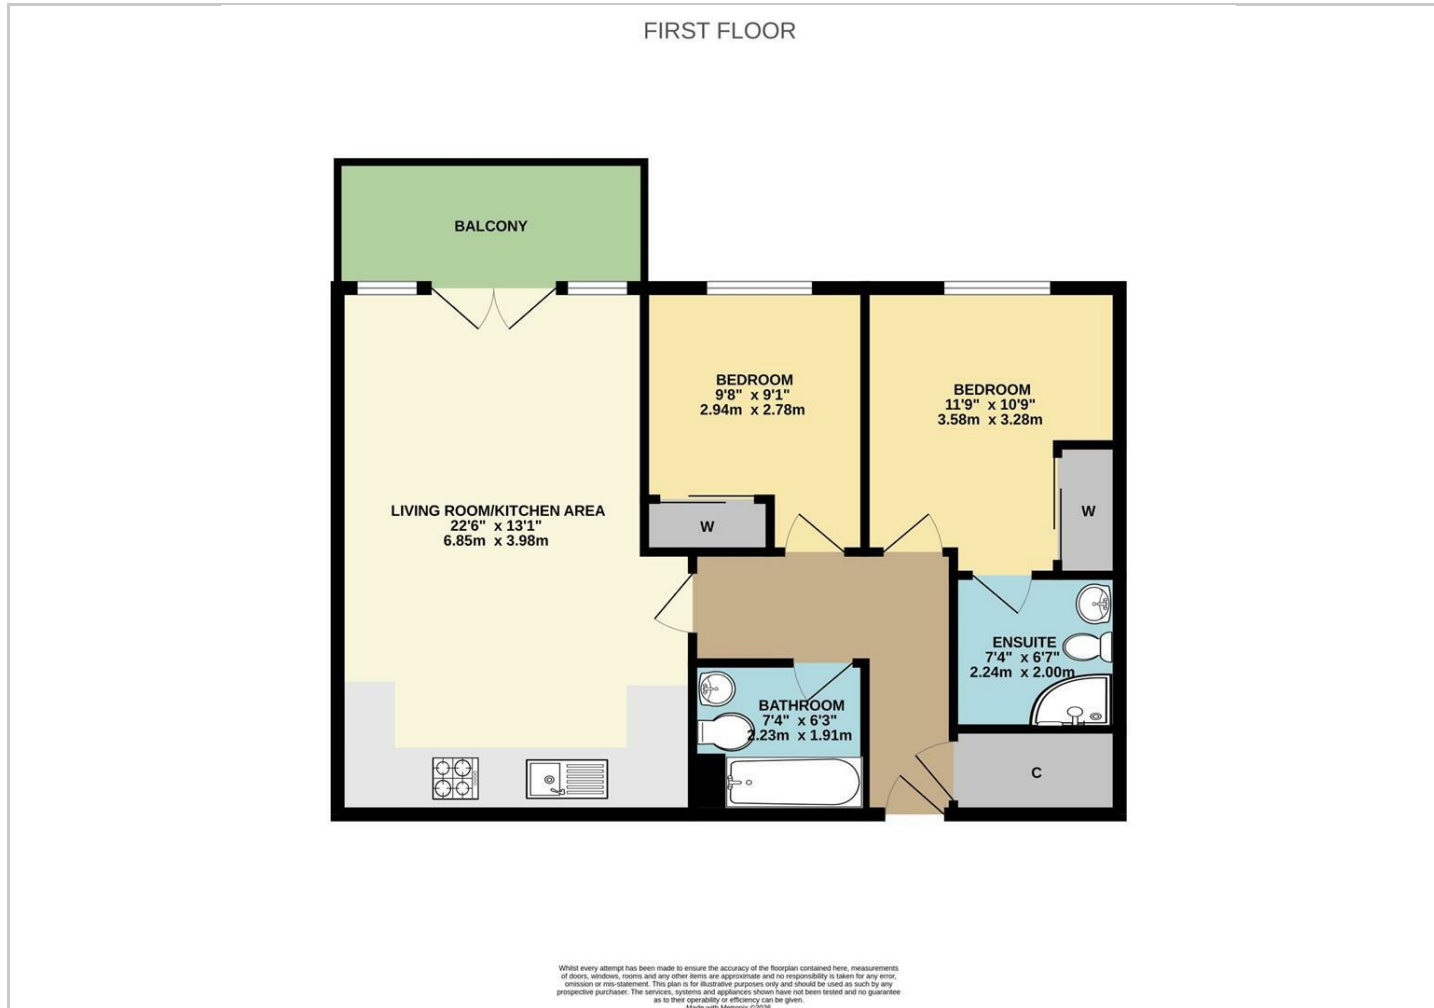 FIRST FLOOR
BALCONY
BEDROOM
9'8" x 9'1"
2.94m x 2.78m
BEDROOM
11'9" x 10'9"
3.58m x 3.28m
LIVING ROOM/KITCHEN AREA
22'6" x 13'1"
6.85m x 3.98m
W
W
ENSUITE
7'4" x 6'7"
2.24m x 2.00m
BATHROOM
7'4" x 6'3"
2.23m x 1.91m
C
Whilst every attempt has been made to ensure the accuracy of the floorplan contained here, measurements
of doors, windows, rooms and any other items are approximate and no responsibility is taken for any error,
omission or mis-statement. This plan is for illustrative purposes only and should be used as such by any
prospective purchaser. The services, systems and appliances shown have not been tested and no guarantee
as to their operability or efficiency can be given.
Made with Metropix ©2026